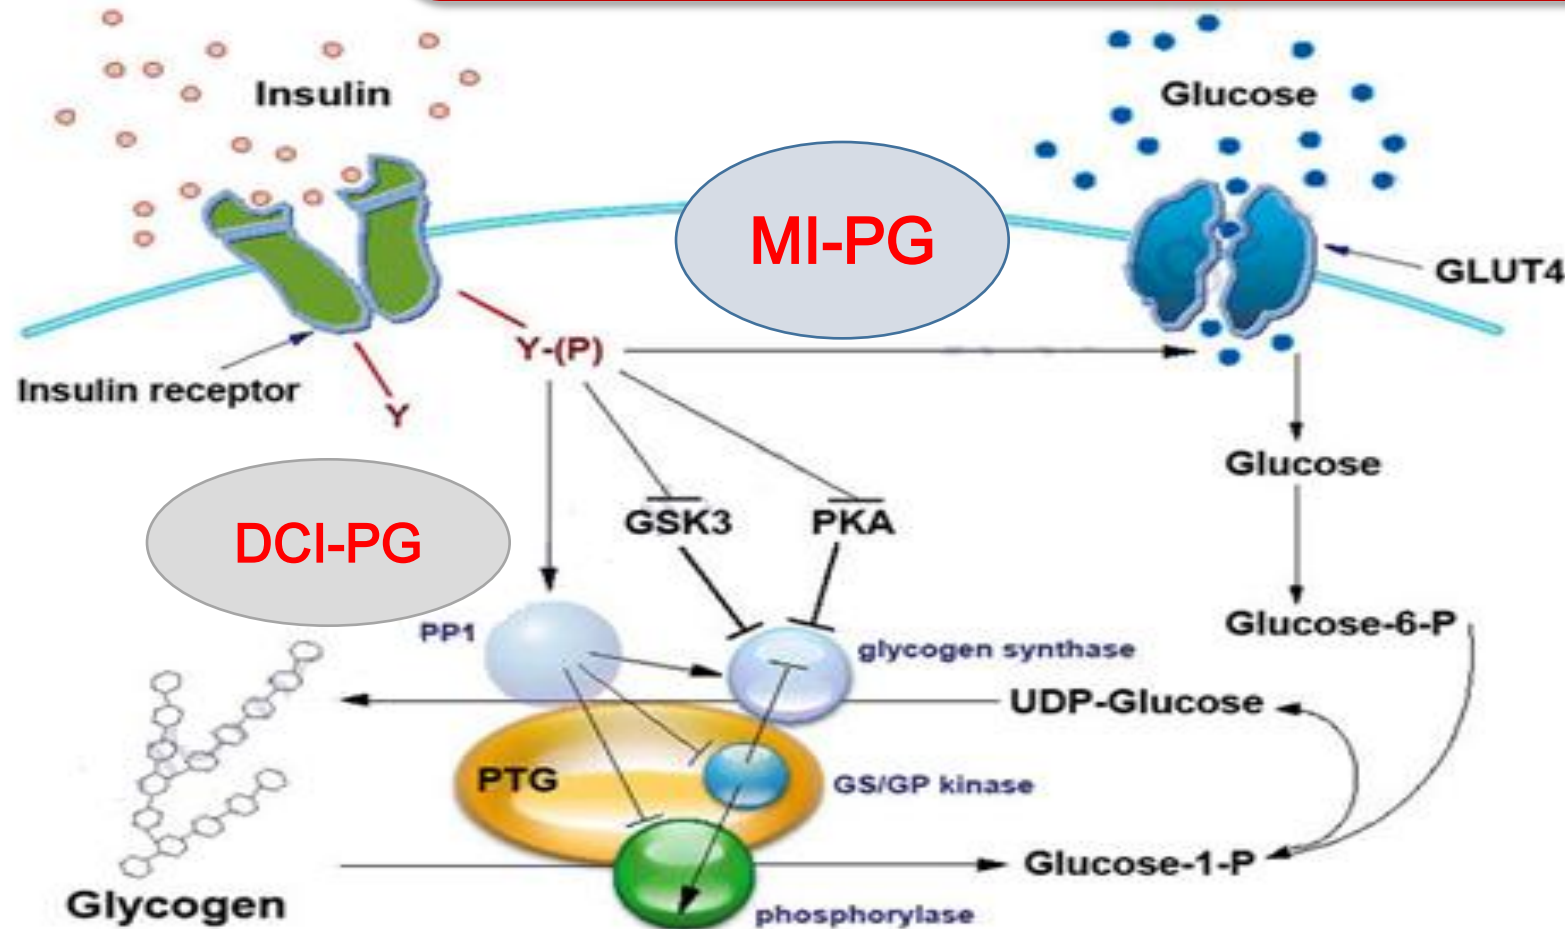 Insulin
Glucose
MI-PG
GLUT4
Y-(P)
Insulin receptor
Y
Glucose
GSK3
PKA
DCI-PG
PP1
Glucose-6-P
glycogen synthase
UDP-Glucose
PTG
GS/GP kinase
Glucose-1-P
Glycogen
phosphorylase